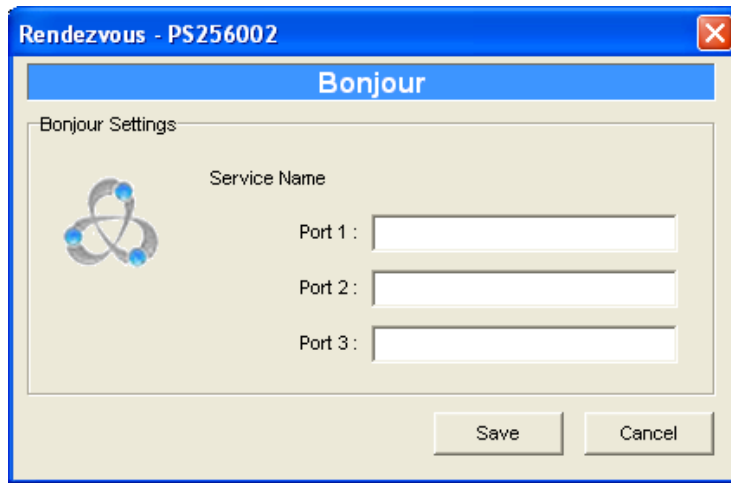 Rendezvous - PS256002
Bonjour
Bonjour Settings
Service Name
Port 1 :
Port 2 :
Port 3 :
Save Cancel